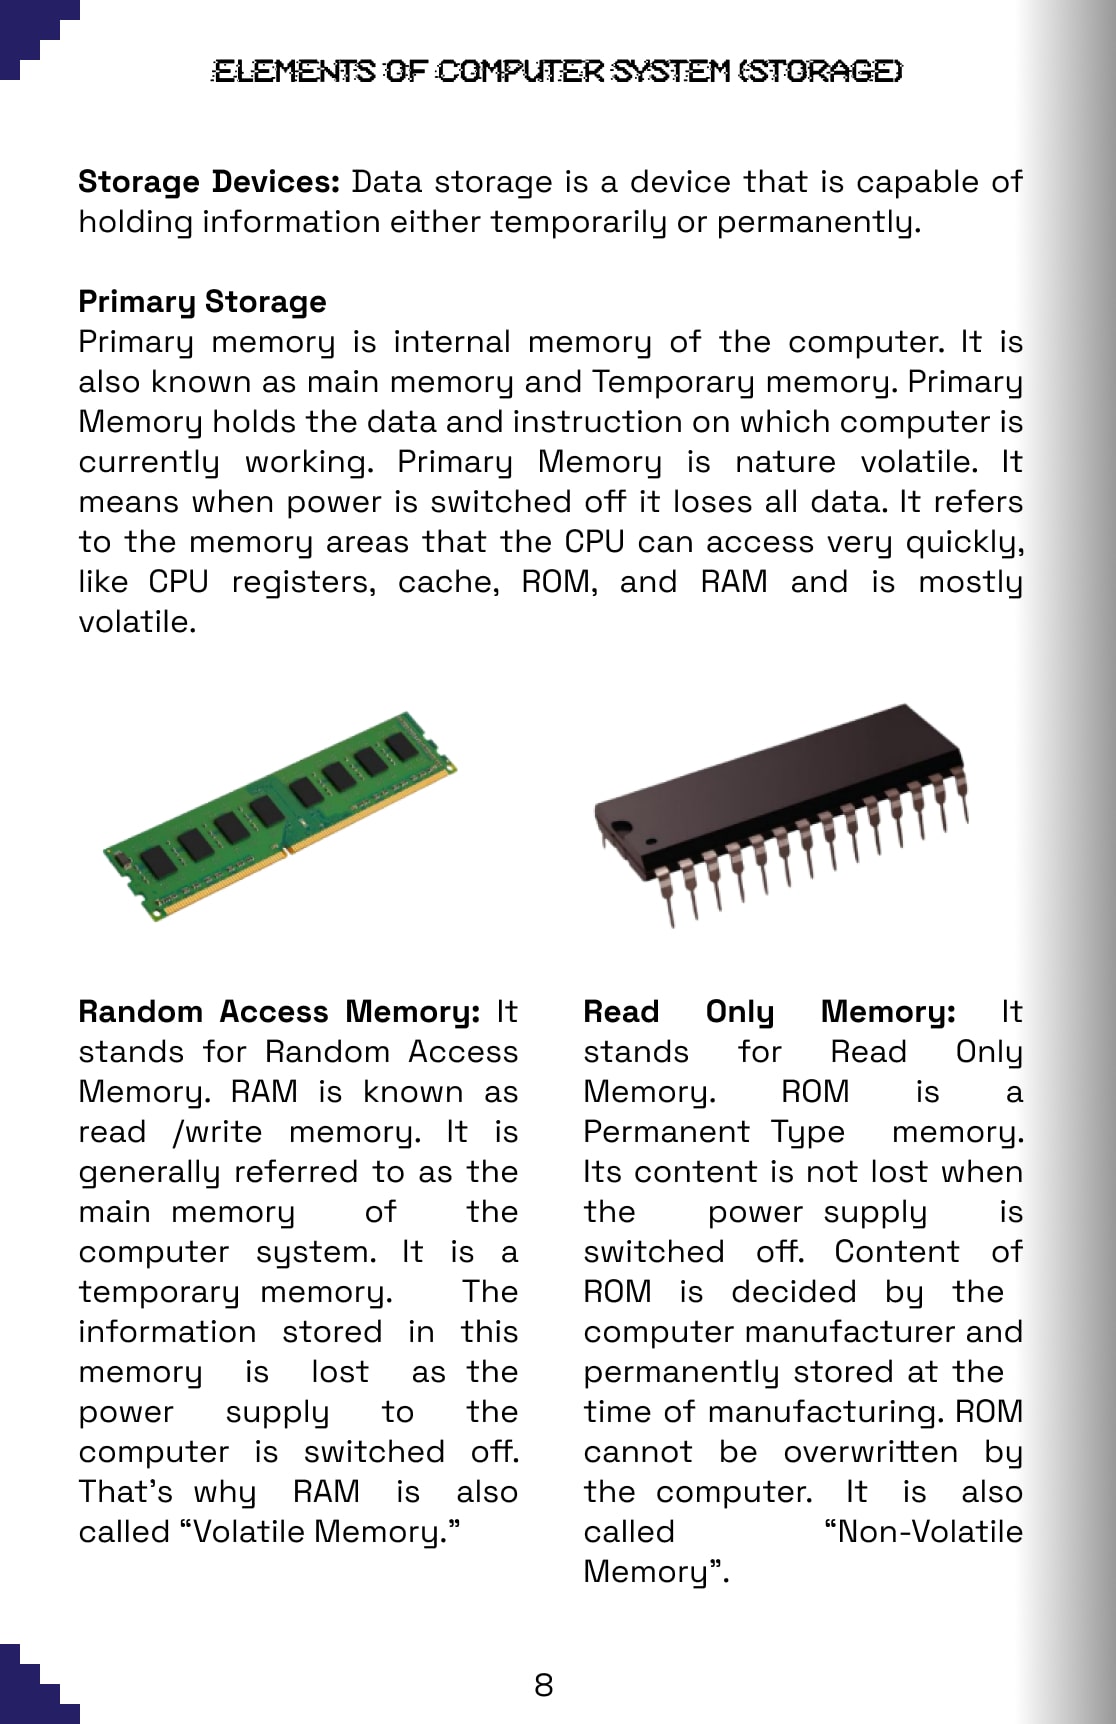 ELEMENTS OF COMPUTER SYSTEM (STORAGE)
Storage Devices: Data storage is a device that is capable of
holding information either temporarily or permanently.
Primary Storage
Primary memory is internal memory of the computer. It is
also known as main memory and Temporary memory. Primary
Memory holds the data and instruction on which computer is
currently working. Primary Memory is nature volatile. It
means when power is switched off it loses all data. It refers
to the memory areas that the CPU can access very quickly,
like CPU registers, cache, ROM, and RAM and is mostly
volatile.
Random Access Memory: It
stands for Random Access
Memory. RAM is known as
read /write memory. It is
generally referred to as the
main memory of the
computer system. It is a
temporary memory. The
information stored in this
memory is lost as the
power supply to the
computer is switched off.
That’s why RAM is also
called “Volatile Memory.”
Read Only Memory: It
stands for Read Only
Memory. ROM is a
Permanent Type memory.
Its content is not lost when
the power supply is
switched off. Content of
ROM is decided by the
computer manufacturer and
permanently stored at the
time of manufacturing. ROM
cannot be overwritten by
the computer. It is also
called “Non-Volatile
Memory”.
8